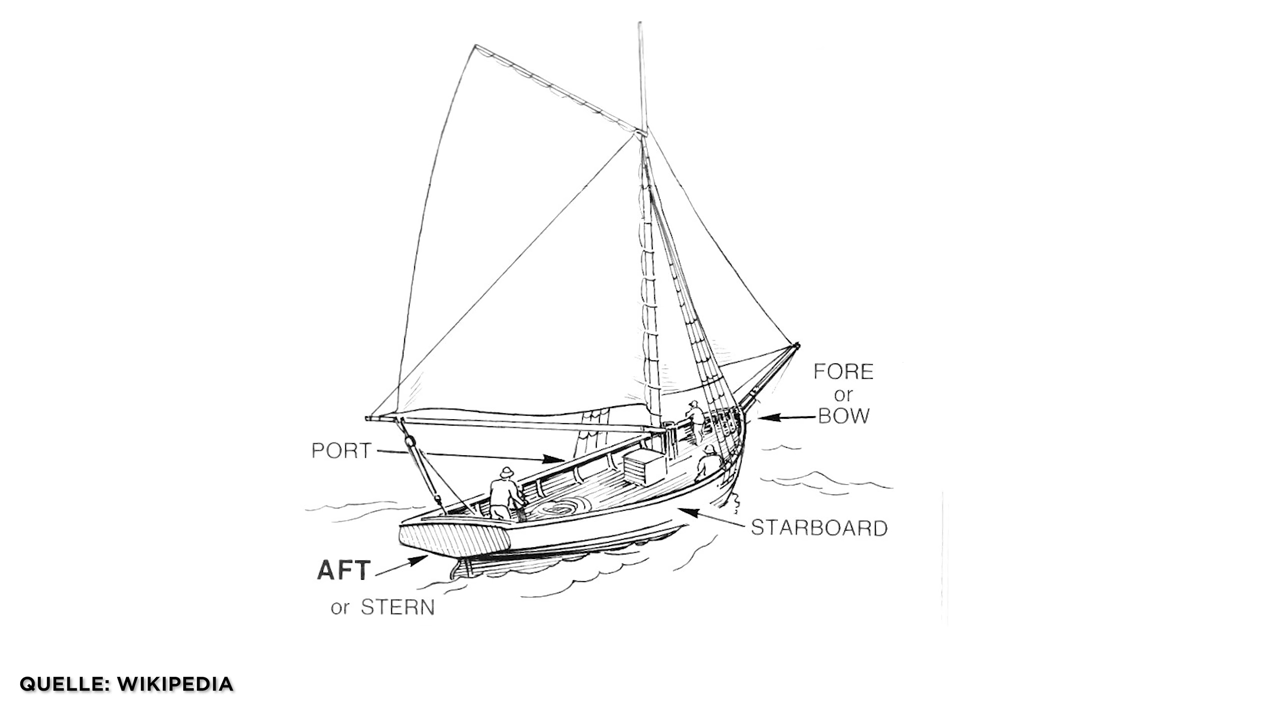 FORE
or
BOW
PORT
STARBOARD
AFT
or STERN
QUELLE: WIKIPEDIA